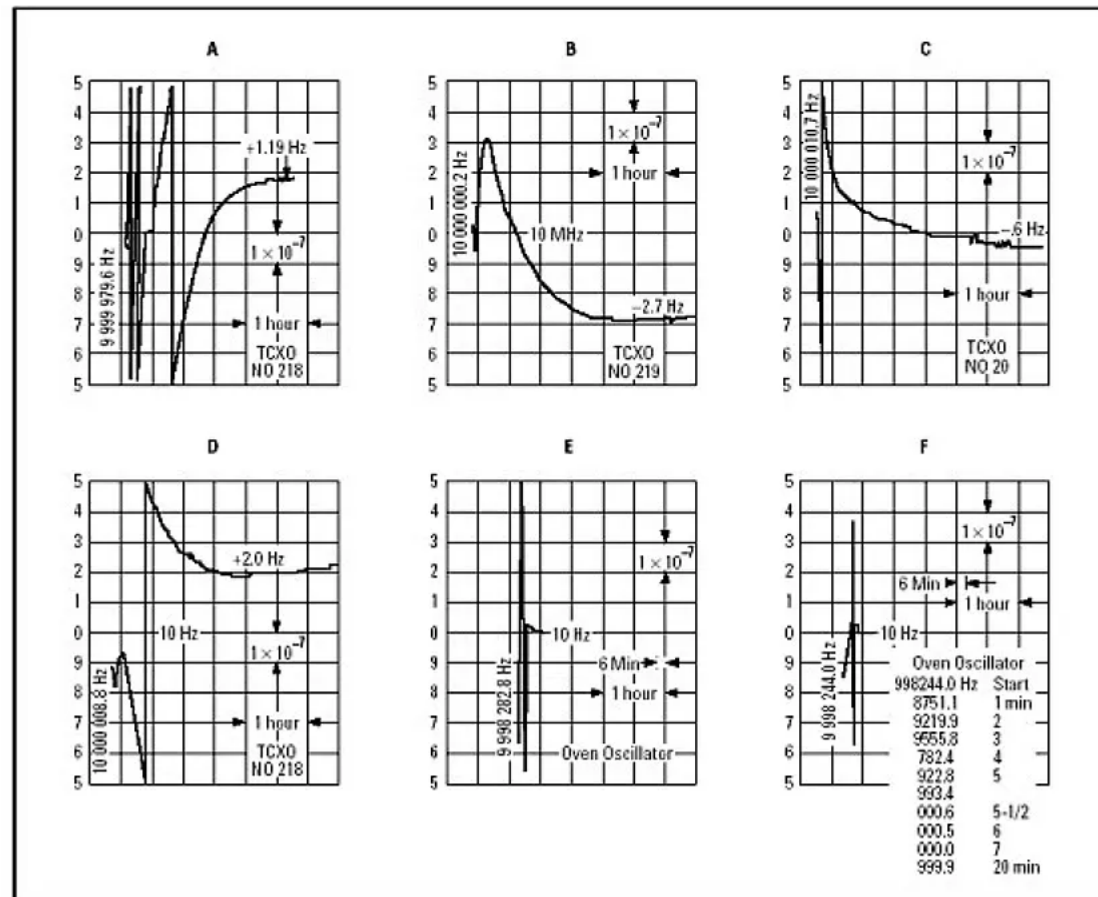 A
5
4
3
2
1
0
9
8
7
6
5
9 999 979.6 Hz
+1.19 Hz
1 × 10⁻⁷
1 hour
TCXO
NO 218
B
5
4
3
2
1
0
9
8
7
6
5
10 000 000.2 Hz
1 × 10⁻⁷
1 hour
10 MHz
−2.7 Hz
TCXO
NO 219
C
5
4
3
2
1
0
9
8
7
6
5
10 000 010.7 Hz
1 × 10⁻⁷
−.6 Hz
1 hour
TCXO
NO 20
D
5
4
3
2
1
0
9
8
7
6
5
10 000 008.8 Hz
+2.0 Hz
10 Hz
1 × 10⁻⁷
1 hour
TCXO
NO 218
E
5
4
3
2
1
0
9
8
7
6
5
9 998 282.8 Hz
1 × 10⁻⁷
10 Hz
6 Min
1 hour
Oven Oscillator
F
5
4
3
2
1
0
9
8
7
6
5
9 998 244.0 Hz
1 × 10⁻⁷
6 Min
1 hour
10 Hz
Oven Oscillator
998244.0 Hz Start
8751.1 1 min
9219.9 2
9555.8 3
782.4 4
922.8 5
993.4
000.6 5-1/2
000.5 6
000.0 7
999.9 20 min